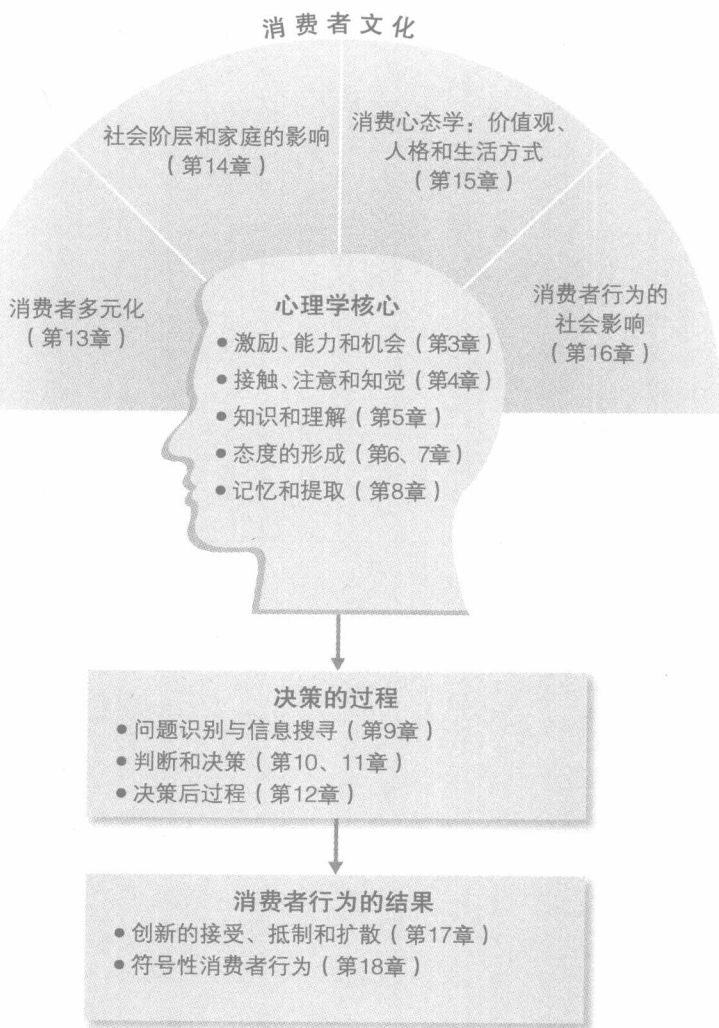 消费者文化
社会阶层和家庭的影响
（第14章）
消费心态学：价值观、
人格和生活方式
（第15章）
消费者多元化
（第13章）
消费者行为的
社会影响
（第16章）
心理学核心
• 激励、能力和机会（第3章）
• 接触、注意和知觉（第4章）
• 知识和理解（第5章）
• 态度的形成（第6、7章）
• 记忆和提取（第8章）
决策的过程
• 问题识别与信息搜寻（第9章）
• 判断和决策（第10、11章）
• 决策后过程（第12章）
消费者行为的结果
• 创新的接受、抵制和扩散（第17章）
• 符号性消费者行为（第18章）